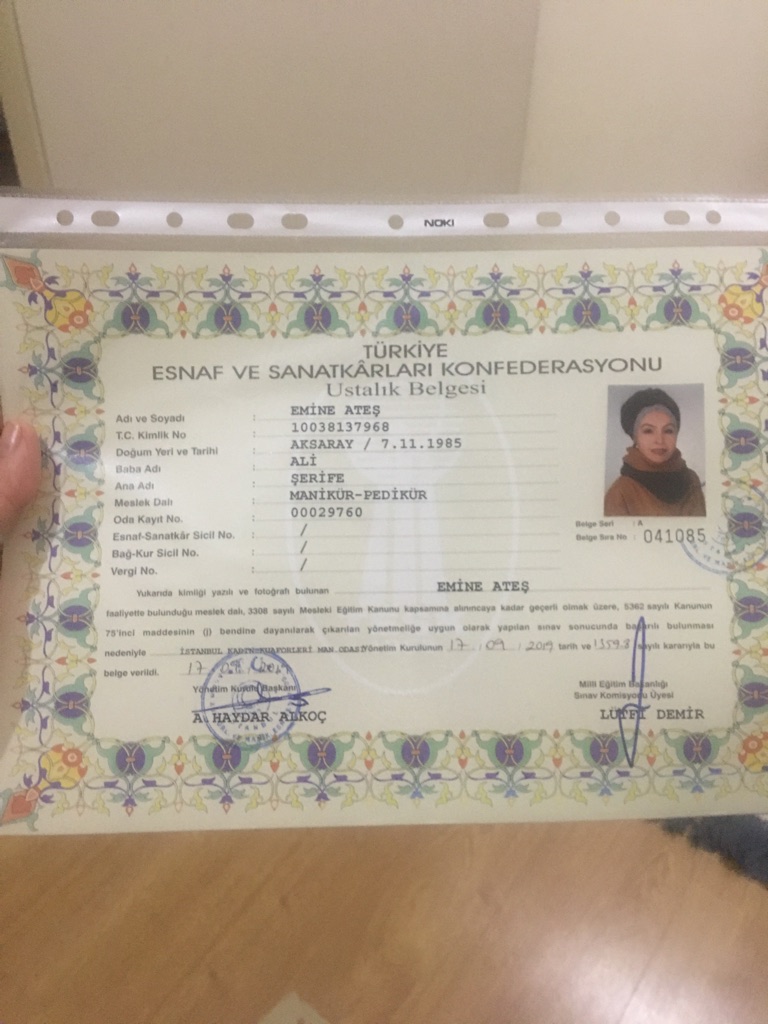 NOKI
TÜRKİYE
ESNAF VE SANATKÂRLARI KONFEDERASYONU
Ustalık Belgesi
Adı ve Soyadı : EMİNE ATEŞ
T.C. Kimlik No : 10038137968
Doğum Yeri ve Tarihi : AKSARAY / 7.11.1985
Baba Adı : ALİ
Ana Adı : ŞERİFE
Meslek Dalı : MANİKÜR-PEDİKÜR
Oda Kayıt No. : 00029760
Esnaf-Sanatkâr Sicil No. : /
Bağ-Kur Sicil No. : /
Vergi No. : /
Belge Seri : A
Belge Sıra No : 041085
Yukarıda kimliği yazılı ve fotoğrafı bulunan EMİNE ATEŞ
faaliyette bulunduğu meslek dalı, 3308 sayılı Mesleki Eğitim Kanunu kapsamına alınıncaya kadar geçerli olmak üzere, 5362 sayılı Kanunun
75'inci maddesinin (j) bendine dayanılarak çıkarılan yönetmeliğe uygun olarak yapılan sınav sonucunda başarılı bulunması
nedeniyle İSTANBUL KADIN KUAFÖRLERİ MAN. ODASI Yönetim Kurulunun 17.09.2019 tarih ve 13598 sayılı kararıyla bu
belge verildi. 17
Yönetim Kurulu Başkanı
A. HAYDAR ALKOÇ
Milli Eğitim Bakanlığı
Sınav Komisyonu Üyesi
LÜTFİ DEMİR